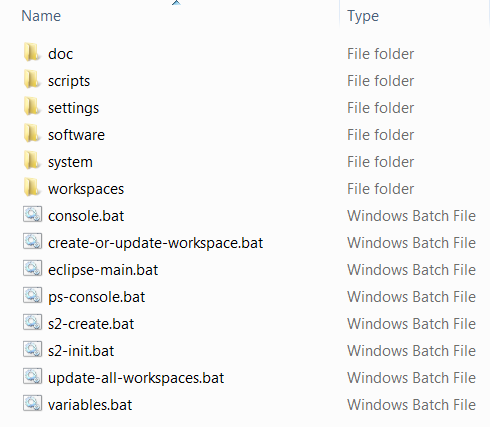 Name Type
doc File folder
scripts File folder
settings File folder
software File folder
system File folder
workspaces File folder
console.bat Windows Batch File
create-or-update-workspace.bat Windows Batch File
eclipse-main.bat Windows Batch File
ps-console.bat Windows Batch File
s2-create.bat Windows Batch File
s2-init.bat Windows Batch File
update-all-workspaces.bat Windows Batch File
variables.bat Windows Batch File